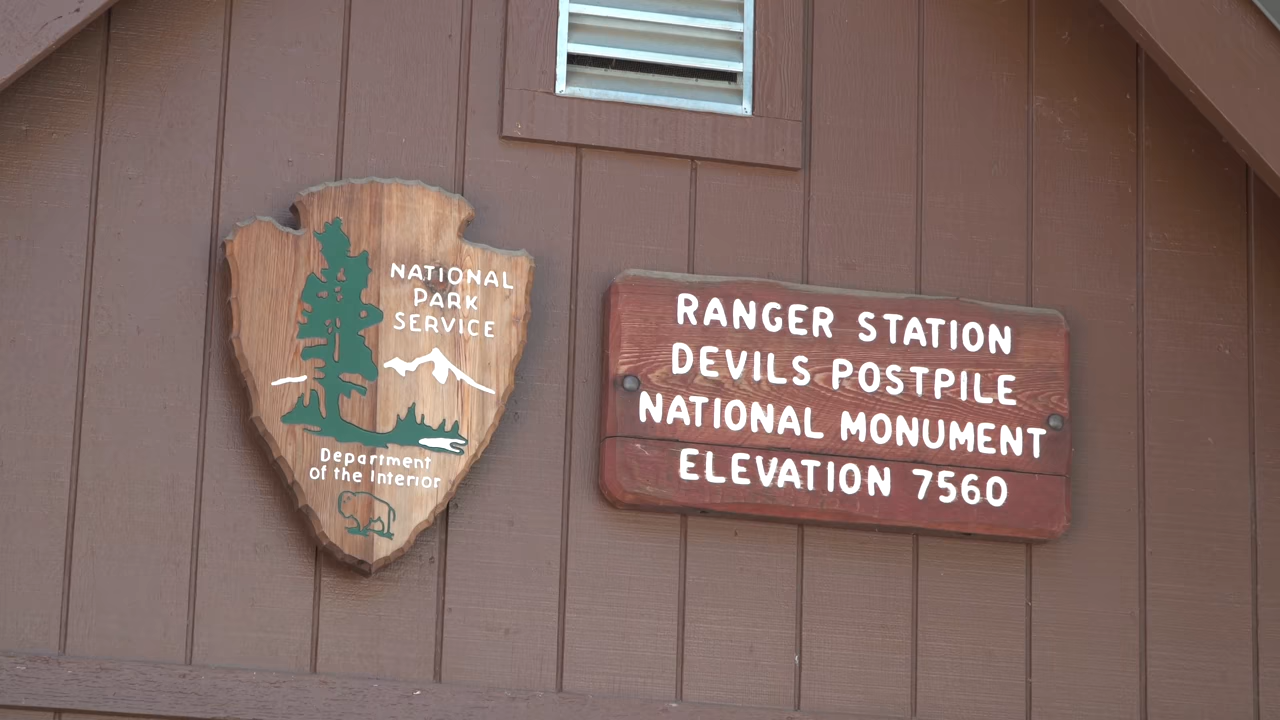 NATIONAL
PARK
SERVICE
Department
of the Interior
RANGER STATION
DEVILS POSTPILE
NATIONAL MONUMENT
ELEVATION 7560